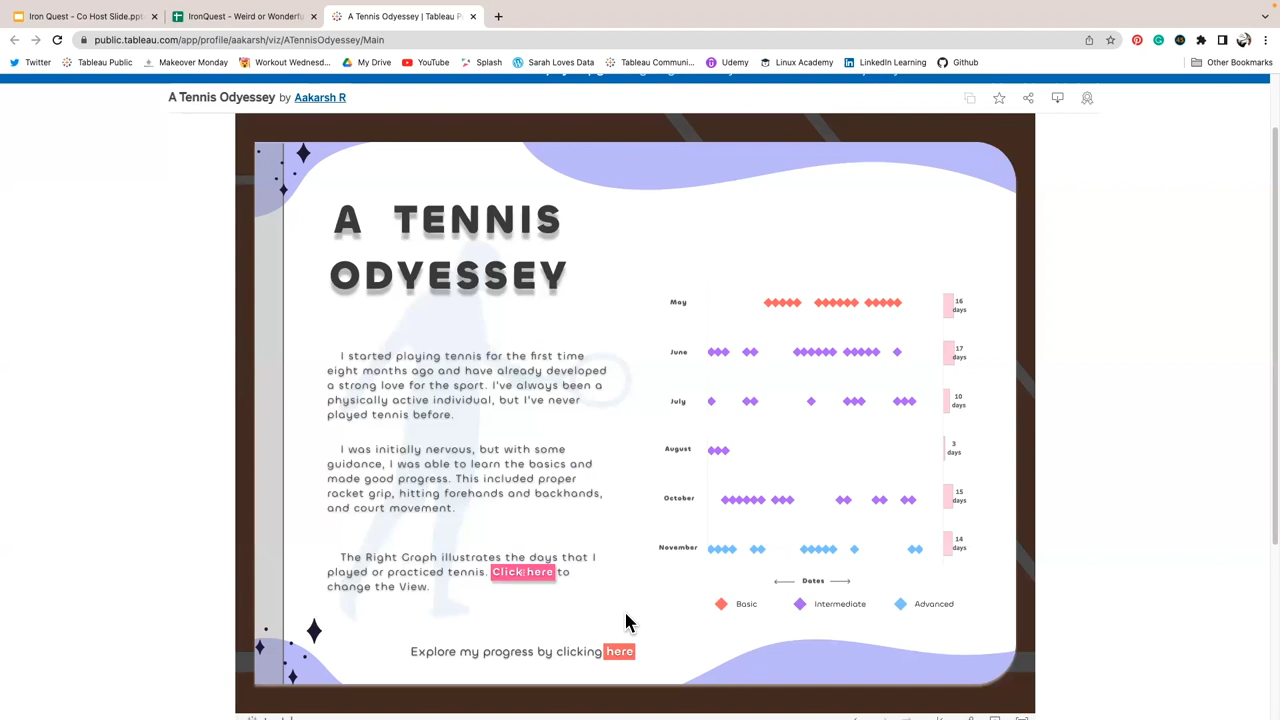 Iron Quest - Co Host Slide.ppt
IronQuest - Weird or Wonderfu
A Tennis Odyessey | Tableau P
public.tableau.com/app/profile/aakarsh/viz/ATennisOdyessey/Main
Twitter
Tableau Public
Makeover Monday
Workout Wednesd...
My Drive
YouTube
Splash
Sarah Loves Data
Tableau Communi...
Udemy
Linux Academy
LinkedIn Learning
Github
Other Bookmarks
A Tennis Odyessey by Aakarsh R
A TENNIS
ODYESSEY
I started playing tennis for the first time
eight months ago and have already developed
a strong love for the sport. I've always been a
physically active individual, but I've never
played tennis before.
I was initially nervous, but with some
guidance, I was able to learn the basics and
made good progress. This included proper
racket grip, hitting forehands and backhands,
and court movement.
The Right Graph illustrates the days that I
played or practiced tennis. Click here to
change the View.
Explore my progress by clicking here
May
16
days
June
17
days
July
10
days
August
3
days
October
15
days
November
14
days
Dates
Basic
Intermediate
Advanced